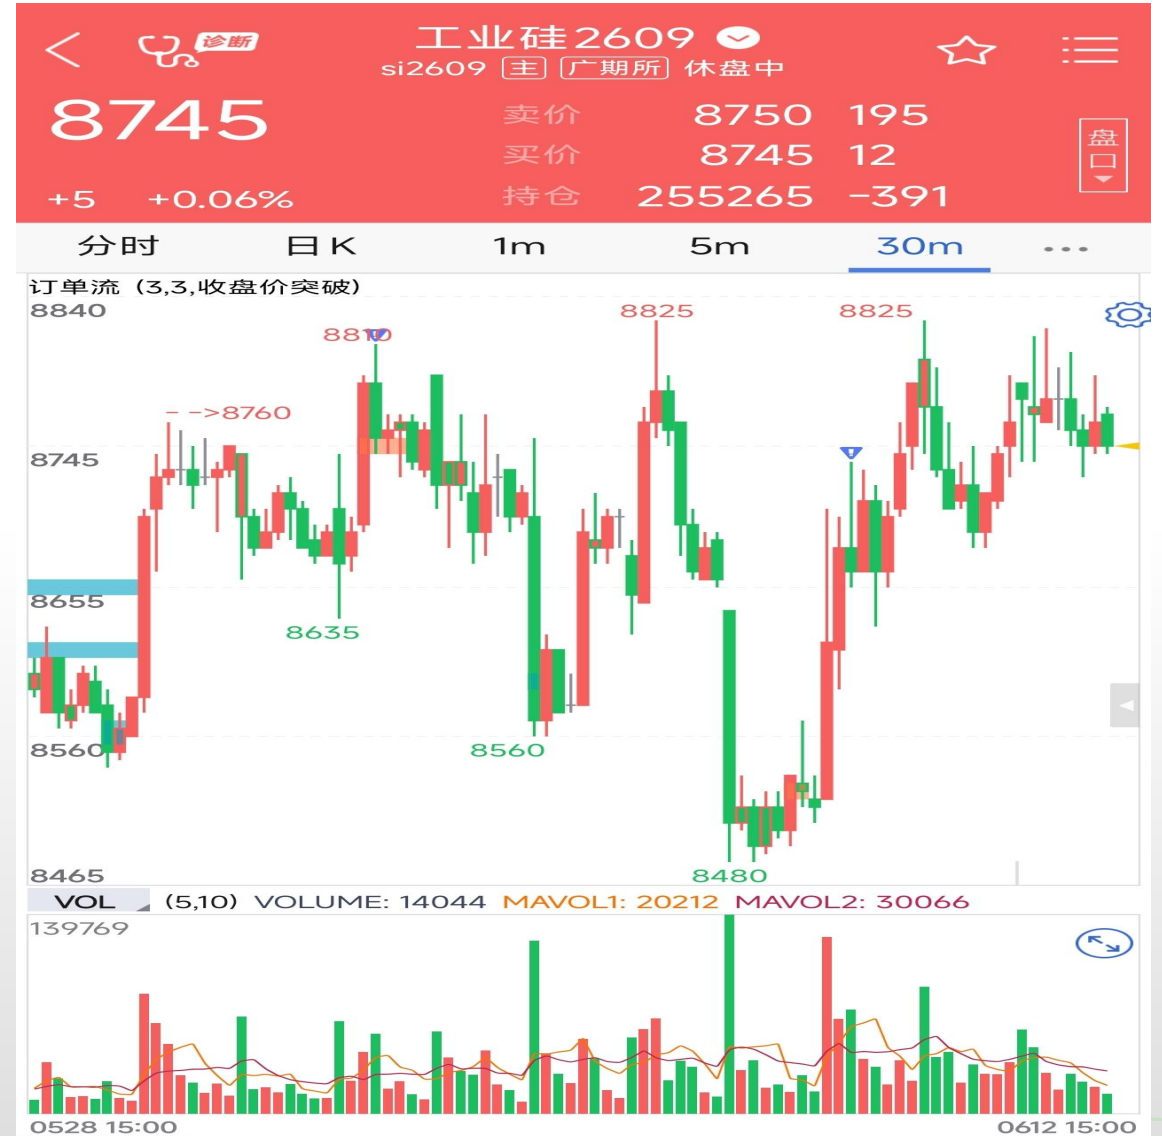 诊断
工业硅2609
si2609 主 广期所 休盘中
8745
+5 +0.06%
卖价 8750 195
买价 8745 12
持仓 255265 -391
盘口
分时 日K 1m 5m 30m ...
订单流 (3,3,收盘价突破)
8840
8825
8825
8810
- ->8760
8745
8655
8635
8560
8560
8480
8465
VOL (5,10) VOLUME: 14044 MAVOL1: 20212 MAVOL2: 30066
139769
0528 15:00
0612 15:00